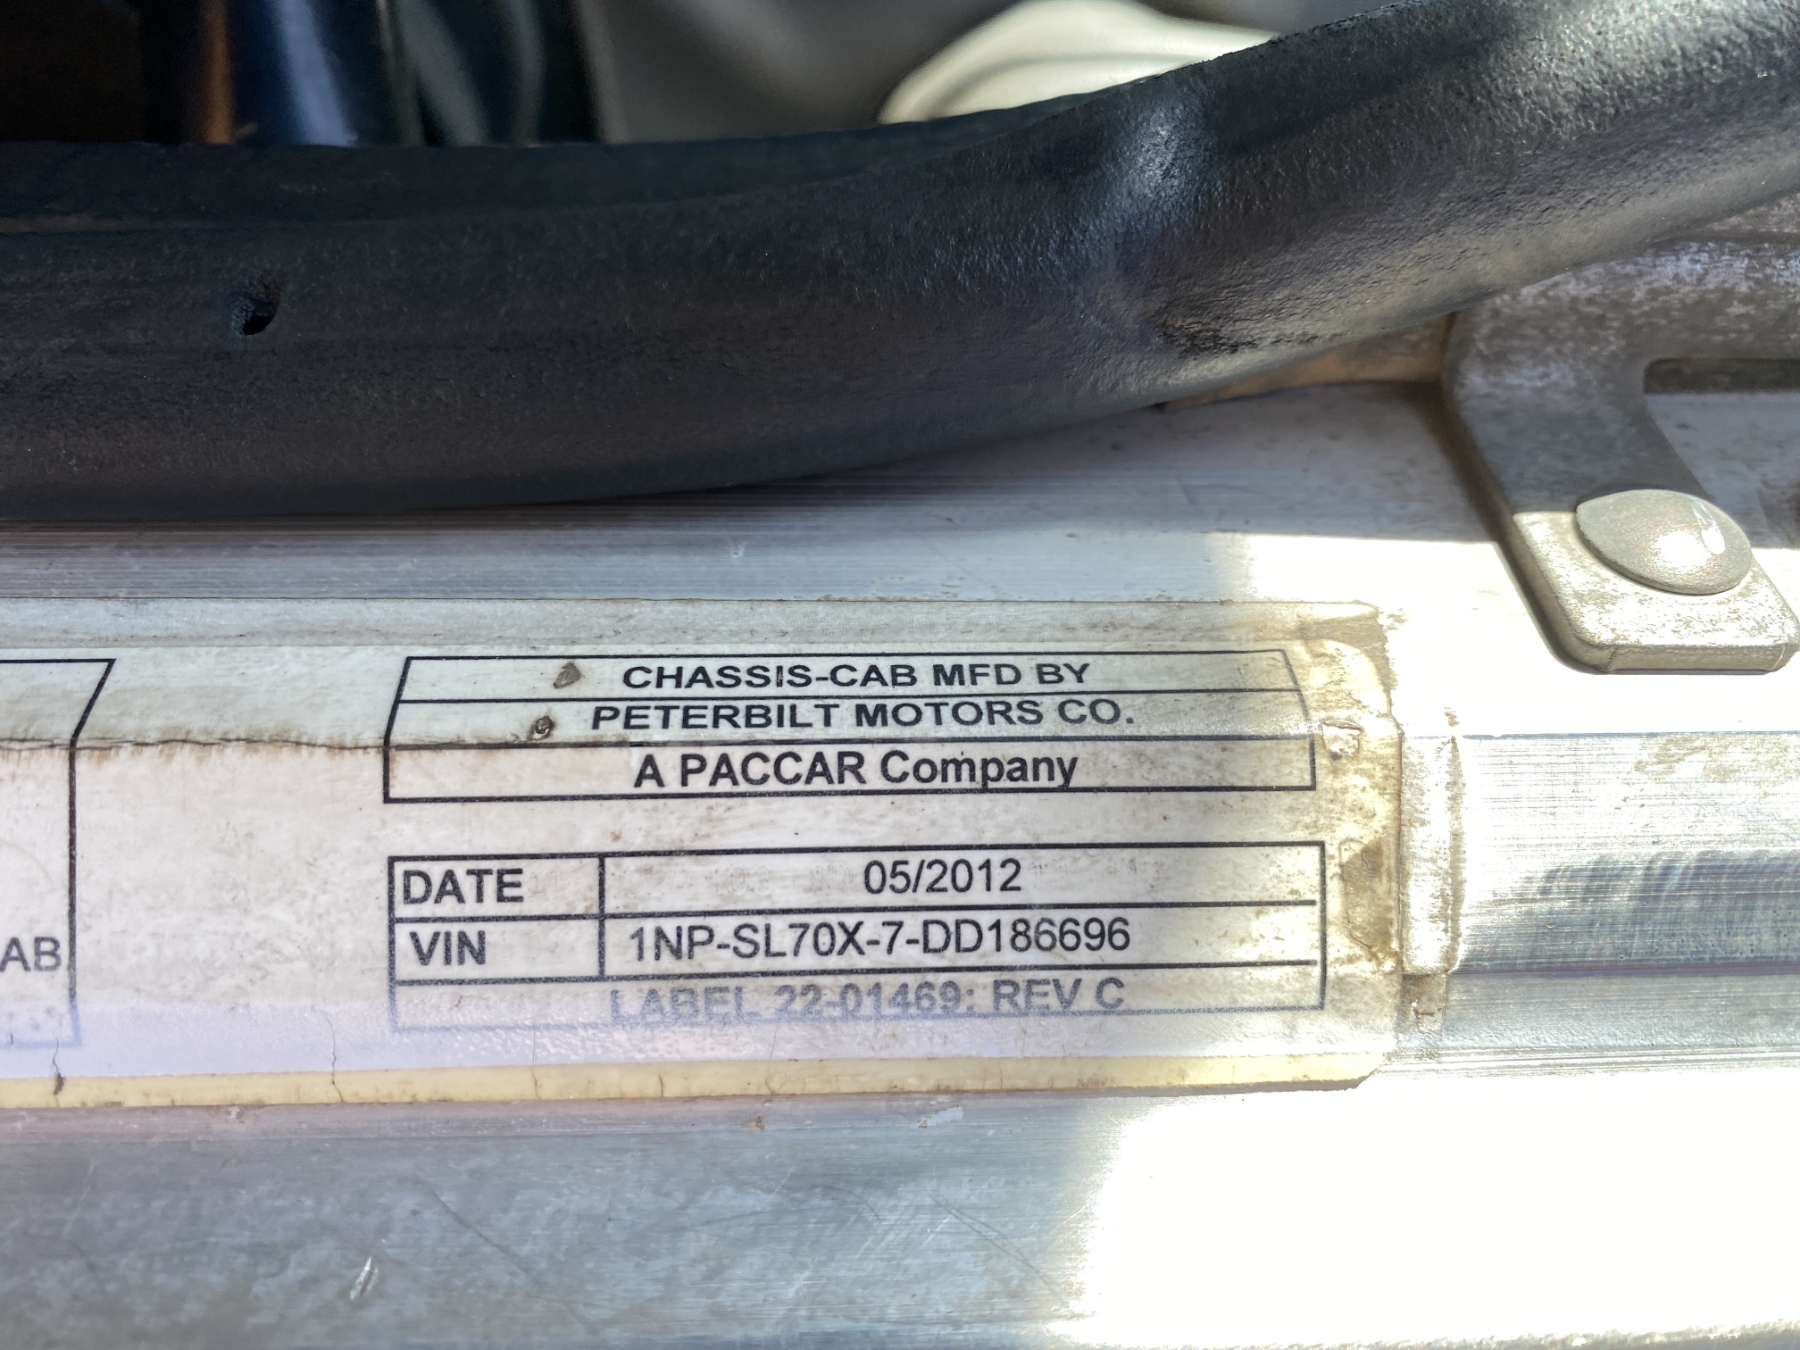 CHASSIS-CAB MFD BY
PETERBILT MOTORS CO.
A PACCAR Company
DATE 05/2012
AB
VIN 1NP-SL70X-7-DD186696
LABEL 22-01469: REV C